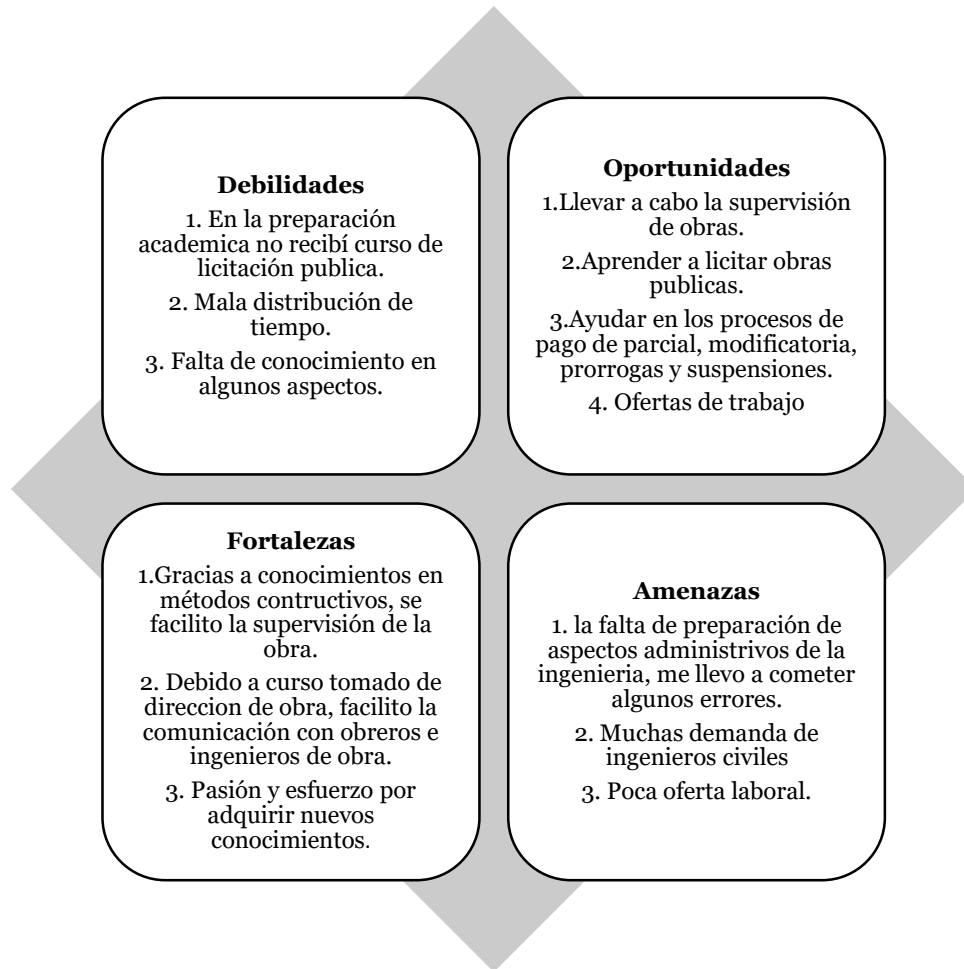 Debilidades
1. En la preparación
academica no recibí curso de
licitación publica.
2. Mala distribución de
tiempo.
3. Falta de conocimiento en
algunos aspectos.
Oportunidades
1.Llevar a cabo la supervisión
de obras.
2.Aprender a licitar obras
publicas.
3.Ayudar en los procesos de
pago de parcial, modificatoria,
prorrogas y suspensiones.
4. Ofertas de trabajo
Fortalezas
1.Gracias a conocimientos en
métodos contructivos, se
facilito la supervisión de la
obra.
2. Debido a curso tomado de
direccion de obra, facilito la
comunicación con obreros e
ingenieros de obra.
3. Pasión y esfuerzo por
adquirir nuevos
conocimientos.
Amenazas
1. la falta de preparación de
aspectos administrivos de la
ingenieria, me llevo a cometer
algunos errores.
2. Muchas demanda de
ingenieros civiles
3. Poca oferta laboral.